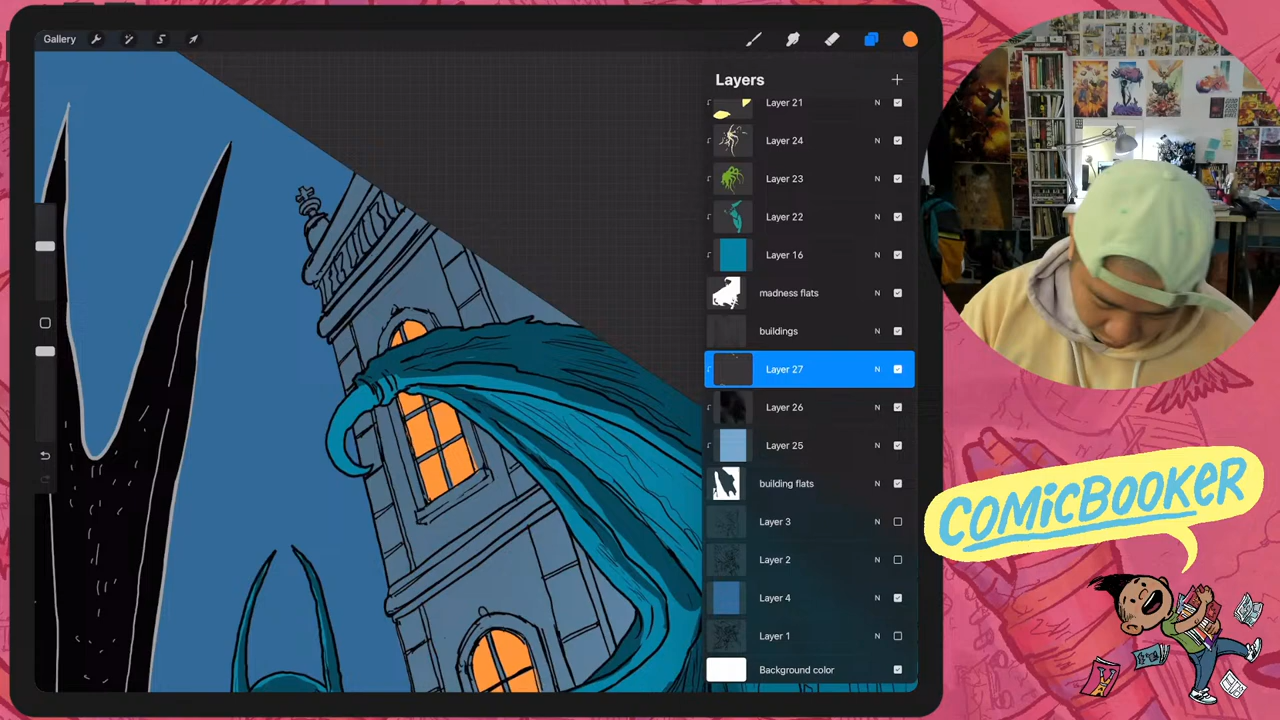 Gallery
Layers
Layer 21
N
Layer 24
N
Layer 23
N
Layer 22
N
Layer 16
N
madness flats
N
buildings
N
Layer 27
N
Layer 26
N
Layer 25
N
building flats
N
Layer 3
N
Layer 2
N
Layer 4
N
Layer 1
N
Background color
COMICBOOKER